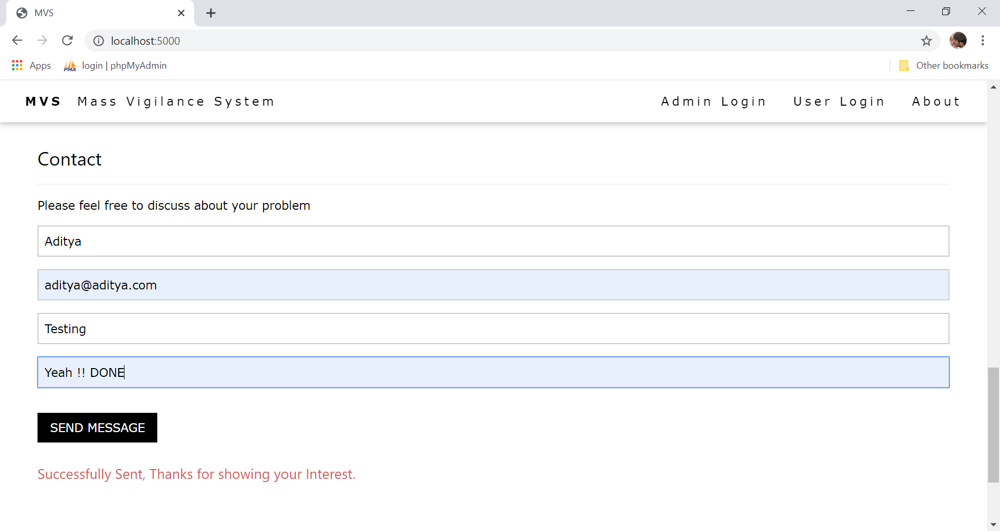 MVS
localhost:5000
Apps
PMA
login | phpMyAdmin
Other bookmarks
MVS Mass Vigilance System
Admin Login
User Login
About
Contact
Please feel free to discuss about your problem
Aditya
aditya@aditya.com
Testing
Yeah !! DONE
SEND MESSAGE
Successfully Sent, Thanks for showing your Interest.